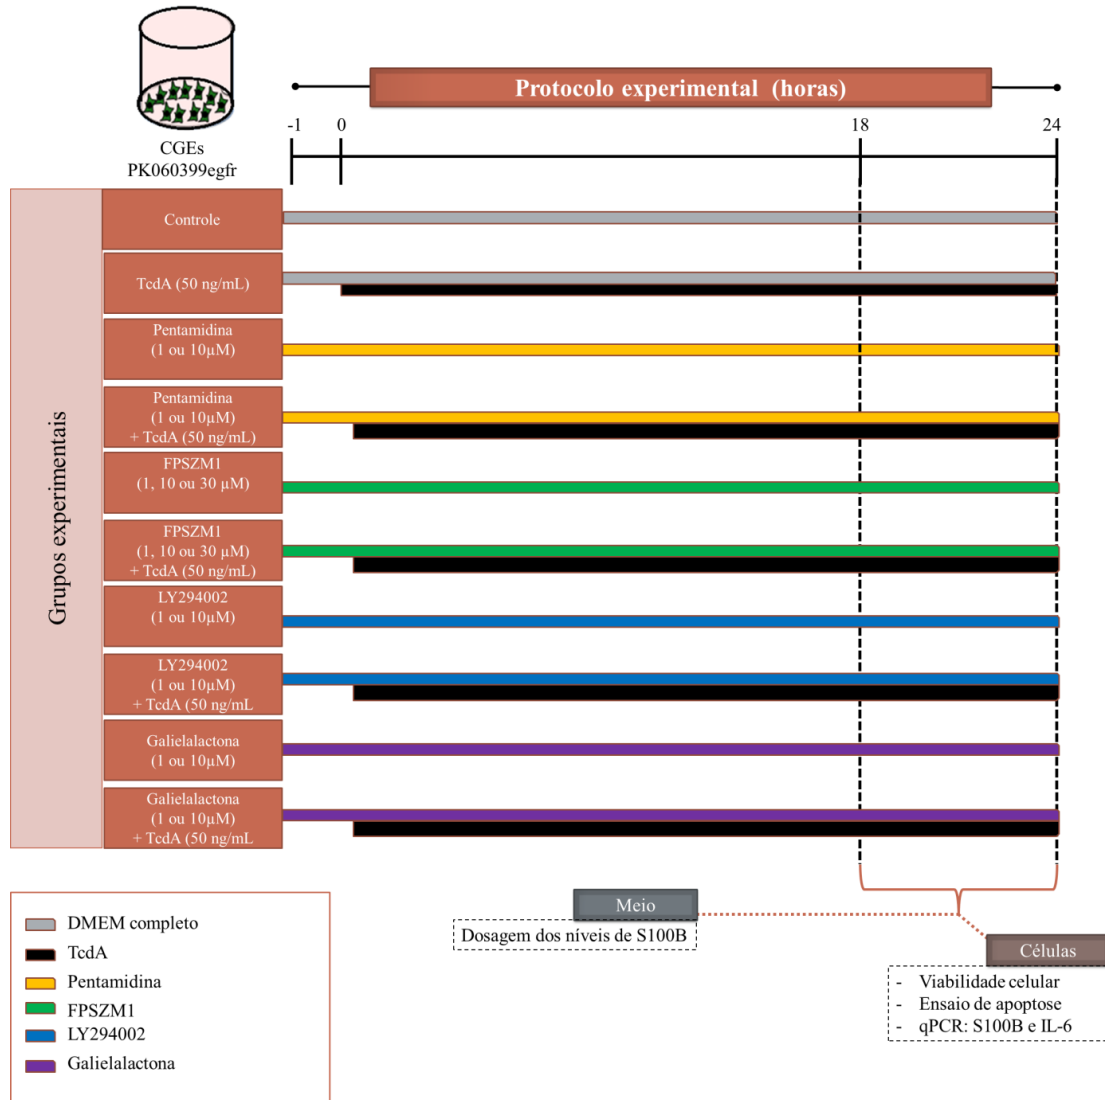 Protocolo experimental (horas)
-1
0
18
24
CGEs
PK060399egfr
Grupos experimentais
Controle
TcdA (50 ng/mL)
Pentamidina
(1 ou 10µM)
Pentamidina
(1 ou 10µM)
+ TcdA (50 ng/mL)
FPSZM1
(1, 10 ou 30 µM)
FPSZM1
(1, 10 ou 30 µM)
+ TcdA (50 ng/mL)
LY294002
(1 ou 10µM)
LY294002
(1 ou 10µM)
+ TcdA (50 ng/mL
Galielalactona
(1 ou 10µM)
Galielalactona
(1 ou 10µM)
+ TcdA (50 ng/mL
DMEM completo
TcdA
Pentamidina
FPSZM1
LY294002
Galielalactona
Meio
Dosagem dos níveis de S100B
Células
- Viabilidade celular
- Ensaio de apoptose
- qPCR: S100B e IL-6